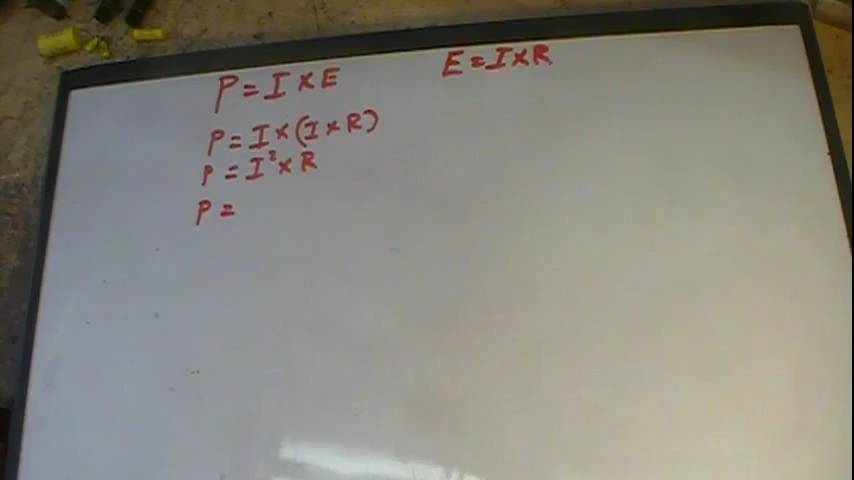 P = I × E
E = I × R
P = I × (I × R)
P = I² × R
P =